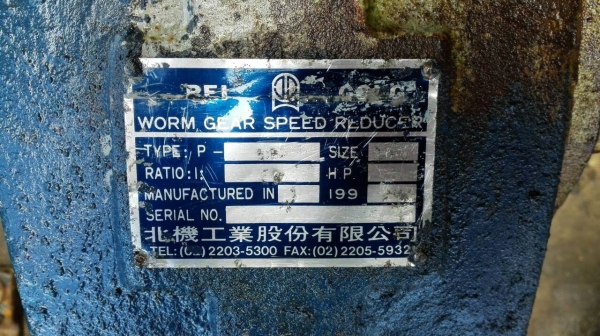 WORM GEAR SPEED REDUCER
TYPE: P- SIZE
RATIO: 1: H.P.
MANUFACTURED IN 199
SERIAL NO.
北機工業股份有限公司
TEL:(02) 2203-5300 FAX:(02) 2205-5932